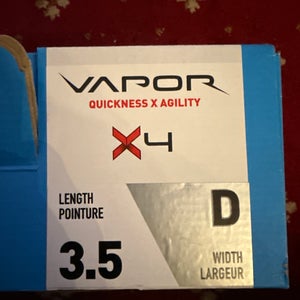 VAPOR
QUICKNESS X AGILITY
X4
LENGTH
POINTURE
3.5
D
WIDTH
LARGEUR